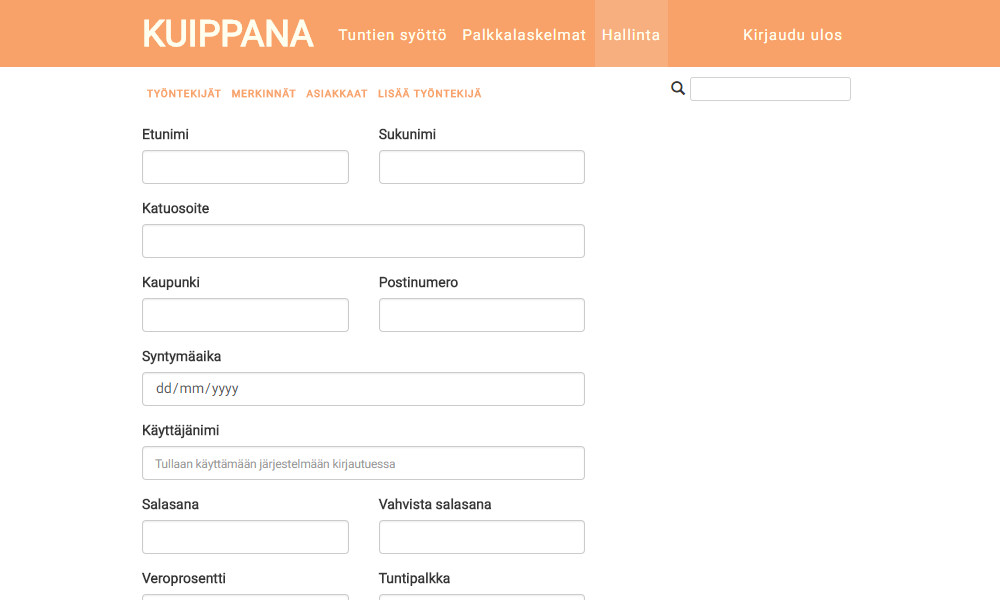 KUIPPANA Tuntien syöttö Palkkalaskelmat Hallinta Kirjaudu ulos
TYÖNTEKIJÄT MERKINNÄT ASIAKKAAT LISÄÄ TYÖNTEKIJÄ
Etunimi Sukunimi
Katuosoite
Kaupunki Postinumero
Syntymäaika
dd/mm/yyyy
Käyttäjänimi
Tullaan käyttämään järjestelmään kirjautuessa
Salasana Vahvista salasana
Veroprosentti Tuntipalkka